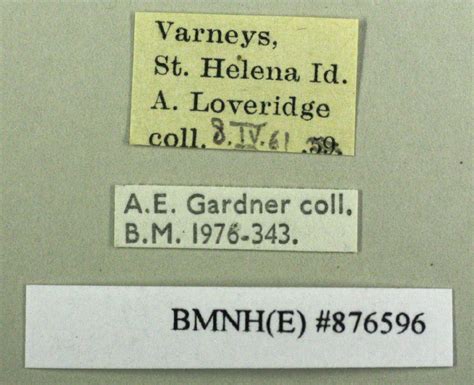 Varneys,
St. Helena Id.
A. Loveridge
coll. 8.IV.61 .59.
A.E. Gardner coll.
B.M. 1976-343.
BMNH(E) #876596